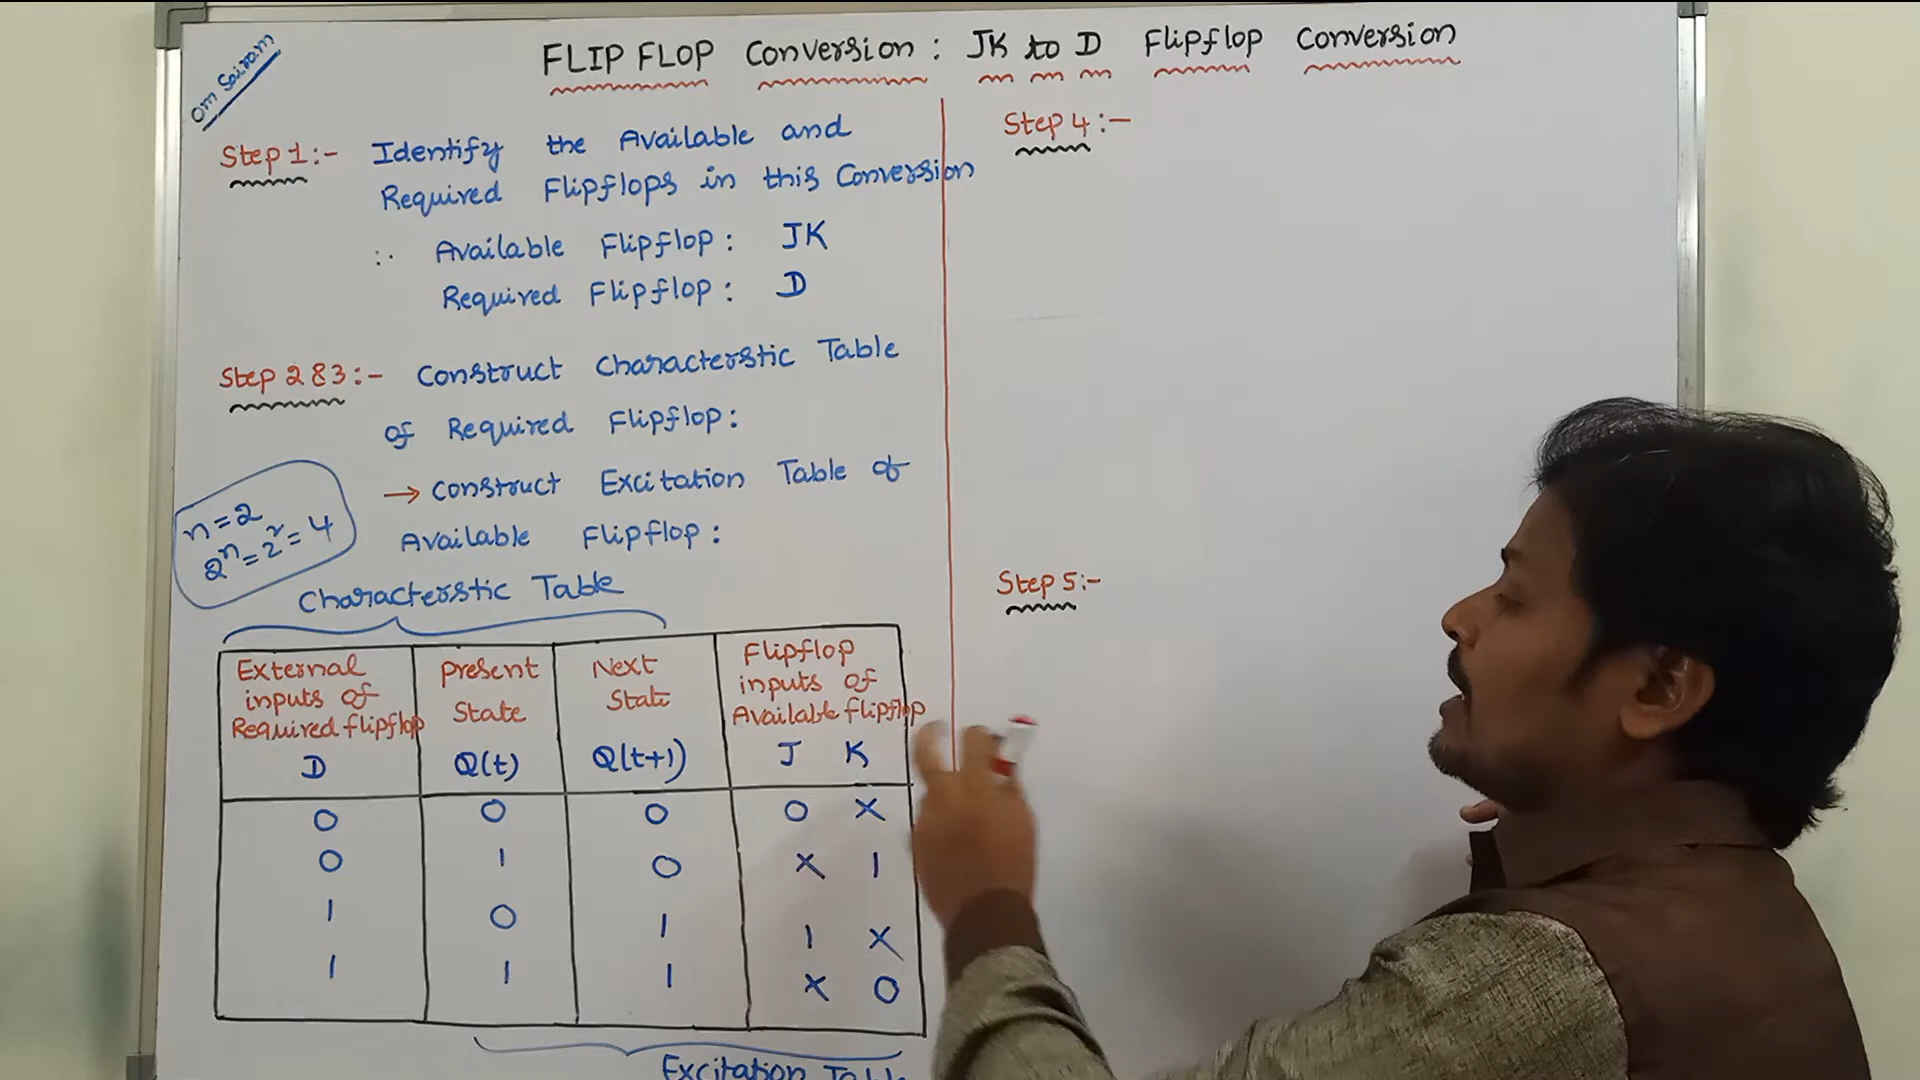 Om Sairam
FLIP FLOP Conversion : JK to D Flipflop Conversion
Step 1:- Identify the Available and
Required Flipflops in this Conversion
∴ Available Flipflop : JK
Required Flipflop : D
Step 2 & 3:- Construct Characterstic Table
of Required Flipflop:
→ Construct Excitation Table of
Available Flipflop:
n=2
2^n=2^2=4
Characterstic Table
External inputs of Required flipflop
D
Present State
Q(t)
Next State
Q(t+1)
Flipflop inputs of Available flipflop
J K
0 0 0 0 X
0 1 0 X 1
1 0 1 1 X
1 1 1 X 0
Excitation Table
Step 4:-
Step 5:-